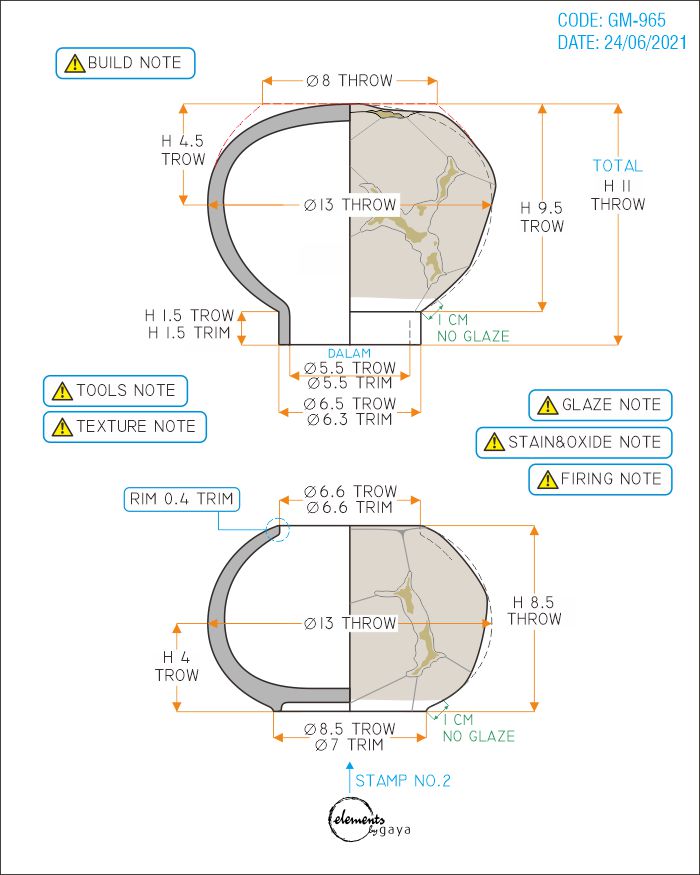 CODE: GM-965
DATE: 24/06/2021
BUILD NOTE
Ø8 THROW
H 4.5
TROW
Ø13 THROW
H 9.5
TROW
TOTAL
H 11
THROW
H 1.5 TROW
H 1.5 TRIM
1 CM
NO GLAZE
DALAM
Ø5.5 TROW
Ø5.5 TRIM
Ø6.5 TROW
Ø6.3 TRIM
TOOLS NOTE
TEXTURE NOTE
GLAZE NOTE
STAIN&OXIDE NOTE
FIRING NOTE
RIM 0.4 TRIM
Ø6.6 TROW
Ø6.6 TRIM
Ø13 THROW
H 8.5
THROW
H 4
TROW
1 CM
NO GLAZE
Ø8.5 TROW
Ø7 TRIM
STAMP NO.2
elements
by gaya